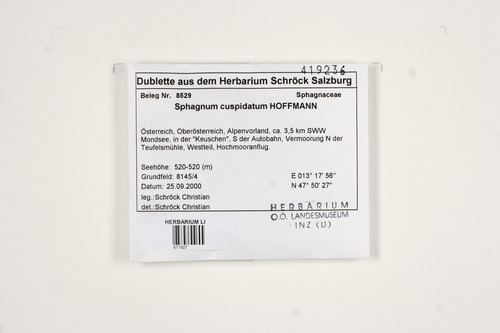 419236
Dublette aus dem Herbarium Schröck Salzburg
Beleg Nr. 8529 Sphagnaceae
Sphagnum cuspidatum HOFFMANN
Österreich, Oberösterreich, Alpenvorland, ca. 3,5 km SWW
Mondsee, in der "Keuschen", S der Autobahn, Vermoorung N der
Teufelsmühle, Westteil, Hochmooranflug.
Seehöhe: 520-520 (m)
Grundfeld: 8145/4 E 013° 17' 56"
Datum: 25.09.2000 N 47° 50' 27"
leg.:Schröck Christian
det.:Schröck Christian
HERBARIUM
O.Ö. LANDESMUSEUM
INZ (LI)
HERBARIUM LI